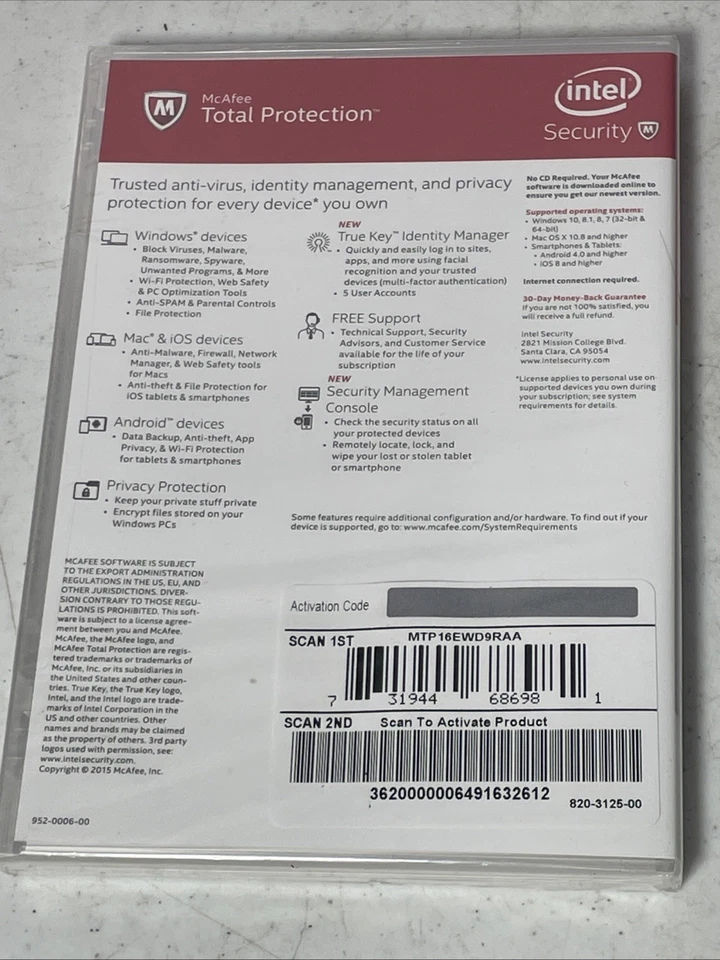 McAfee
Total Protection™
intel
Security
Trusted anti-virus, identity management, and privacy
protection for every device* you own
Windows® devices
• Block Viruses, Malware,
Ransomware, Spyware,
Unwanted Programs, & More
• Wi-Fi Protection, Web Safety
& PC Optimization Tools
• Anti-SPAM & Parental Controls
• File Protection
Mac® & iOS devices
• Anti-Malware, Firewall, Network
Manager, & Web Safety tools
for Macs
• Anti-theft & File Protection for
iOS tablets & smartphones
Android™ devices
• Data Backup, Anti-theft, App
Privacy, & Wi-Fi Protection
for tablets & smartphones
Privacy Protection
• Keep your private stuff private
• Encrypt files stored on your
Windows PCs
NEW
True Key™ Identity Manager
• Quickly and easily log in to sites,
apps, and more using facial
recognition and your trusted
devices (multi-factor authentication)
• 5 User Accounts
FREE Support
• Technical Support, Security
Advisors, and Customer Service
available for the life of your
subscription
NEW
Security Management
Console
• Check the security status on all
your protected devices
• Remotely locate, lock, and
wipe your lost or stolen tablet
or smartphone
No CD Required. Your McAfee
software is downloaded online to
ensure you get our newest version.
Supported operating systems:
• Windows 10, 8.1, 8, 7 (32-bit &
64-bit)
• Mac OS X 10.8 and higher
• Smartphones & Tablets:
• Android 4.0 and higher
• iOS 8 and higher
Internet connection required.
30-Day Money-Back Guarantee
If you are not 100% satisfied, you
will receive a full refund.
Intel Security
2821 Mission College Blvd.
Santa Clara, CA 95054
www.intelsecurity.com
*License applies to personal use on
supported devices you own during
your subscription; see system
requirements for details.
Some features require additional configuration and/or hardware. To find out if your
device is supported, go to: www.mcafee.com/SystemRequirements
MCAFEE SOFTWARE IS SUBJECT
TO THE EXPORT ADMINISTRATION
REGULATIONS IN THE US, EU, AND
OTHER JURISDICTIONS. DIVER-
SION CONTRARY TO THOSE REGU-
LATIONS IS PROHIBITED. This soft-
ware is subject to a license agree-
ment between you and McAfee.
McAfee, the McAfee logo, and
McAfee Total Protection are regis-
tered trademarks or trademarks of
McAfee, Inc. or its subsidiaries in
the United States and other coun-
tries. True Key, the True Key logo,
Intel, and the Intel logo are trade-
marks of Intel Corporation in the
US and other countries. Other
names and brands may be claimed
as the property of others. 3rd party
logos used with permission, see:
www.intelsecurity.com.
Copyright © 2015 McAfee, Inc.
952-0006-00
Activation Code
SCAN 1ST
MTP16EWD9RAA
7 31944 68698 1
SCAN 2ND Scan To Activate Product
3620000006491632612
820-3125-00